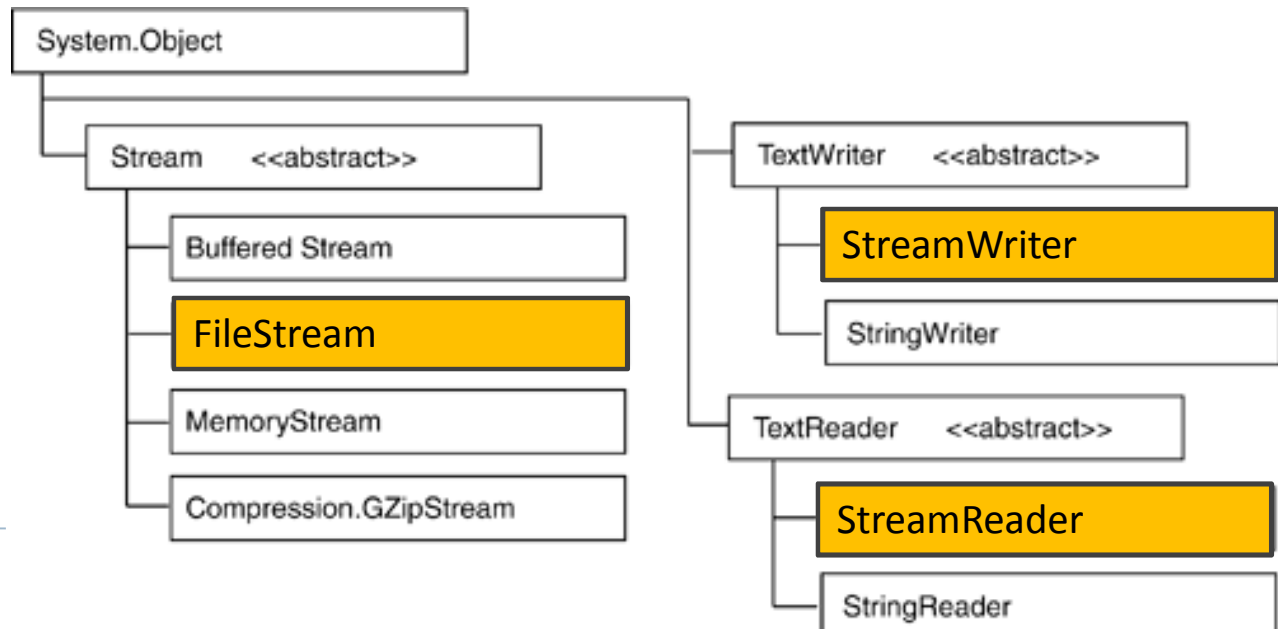 System.Object
Stream <<abstract>>
Buffered Stream
FileStream
MemoryStream
Compression.GZipStream
TextWriter <<abstract>>
StreamWriter
StringWriter
TextReader <<abstract>>
StreamReader
StringReader